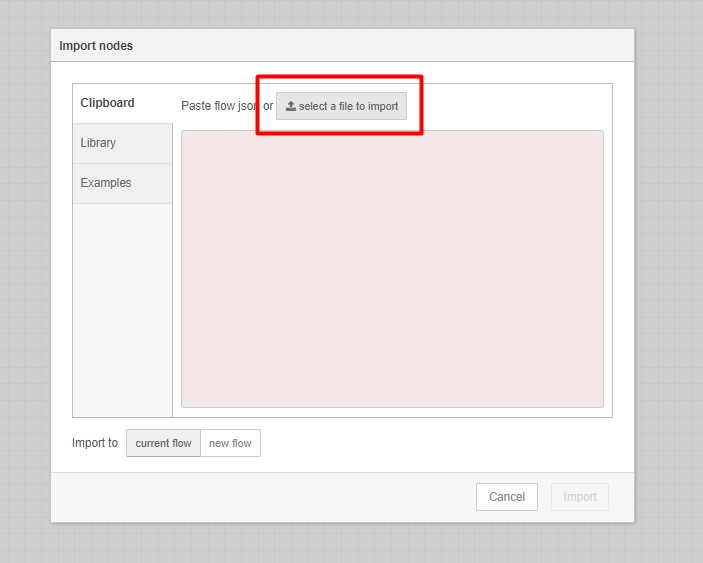 Import nodes
Clipboard
Paste flow json or select a file to import
Library
Examples
Import to current flow new flow
Cancel Import